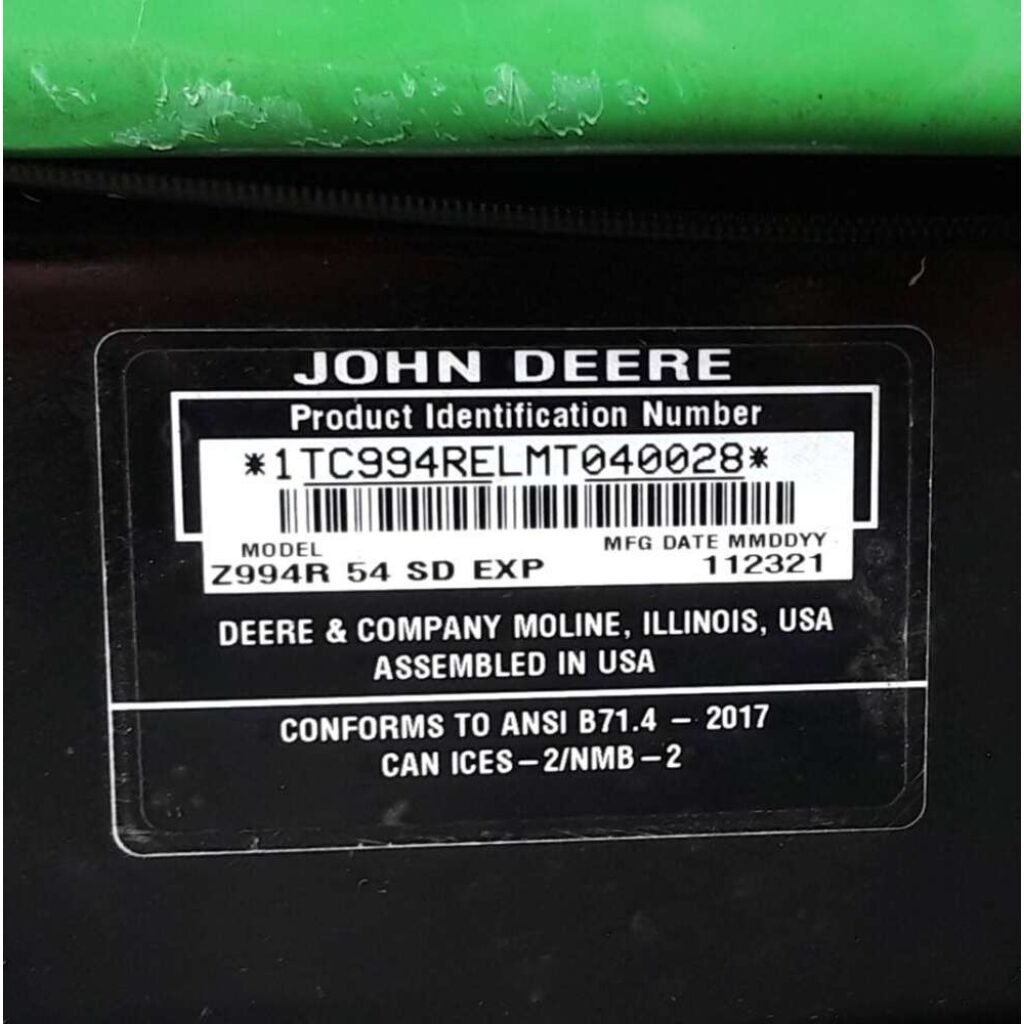 JOHN DEERE
Product Identification Number
*1TC994RELMT040028*
MODEL MFG DATE MMDDYY
Z994R 54 SD EXP 112321
DEERE & COMPANY MOLINE, ILLINOIS, USA
ASSEMBLED IN USA
CONFORMS TO ANSI B71.4 – 2017
CAN ICES–2/NMB–2